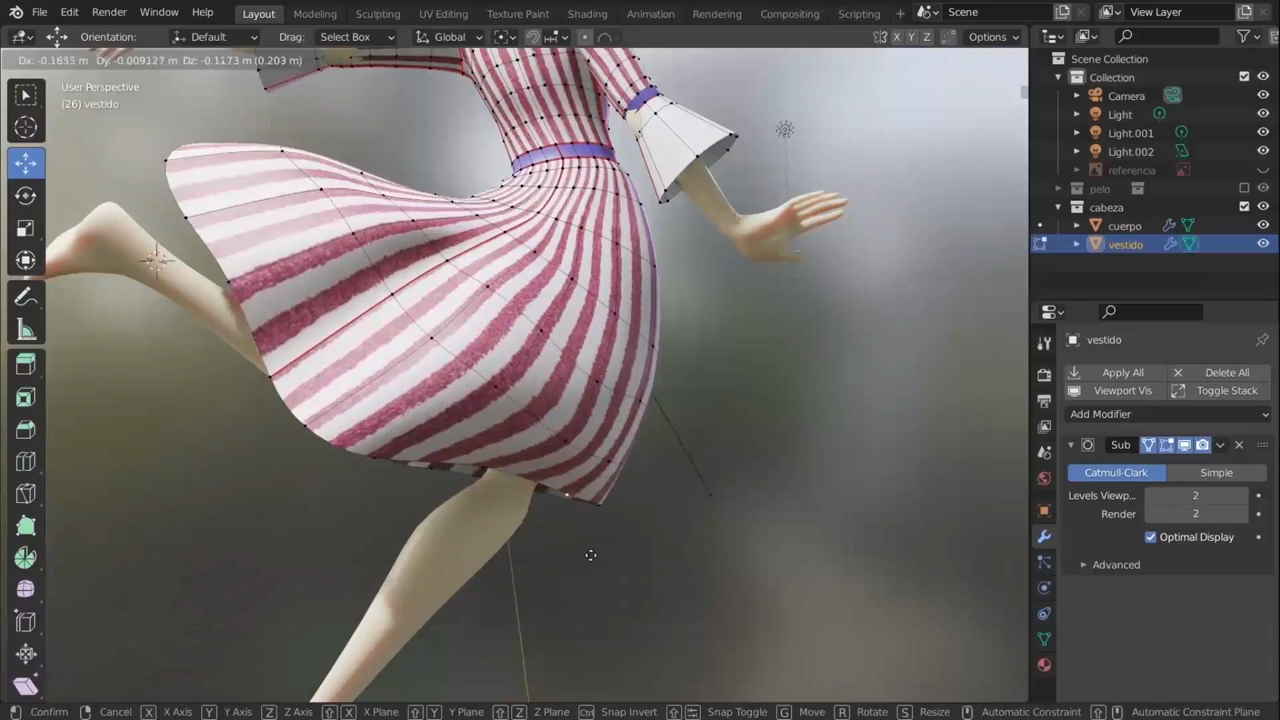 File Edit Render Window Help Layout Modeling Sculpting UV Editing Texture Paint Shading Animation Rendering Compositing Scripting + Scene View Layer
Orientation: Default Drag: Select Box Global X Y Z Options
Dx: -0.1635 m Dy: -0.009127 m Dz: -0.1173 m (0.203 m)
User Perspective
(26) vestido
Scene Collection
Collection
Camera
Light
Light.001
Light.002
referencia
pelo
cabeza
cuerpo
vestido
vestido
Apply All Delete All
Viewport Vis Toggle Stack
Add Modifier
Sub
Catmull-Clark Simple
Levels Viewp... 2
Render 2
Optimal Display
Advanced
Confirm Cancel X X Axis Y Y Axis Z Z Axis X X Plane Y Y Plane Z Z Plane Ctrl Snap Invert Snap Toggle G Move R Rotate S Resize Automatic Constraint Automatic Constraint Plane